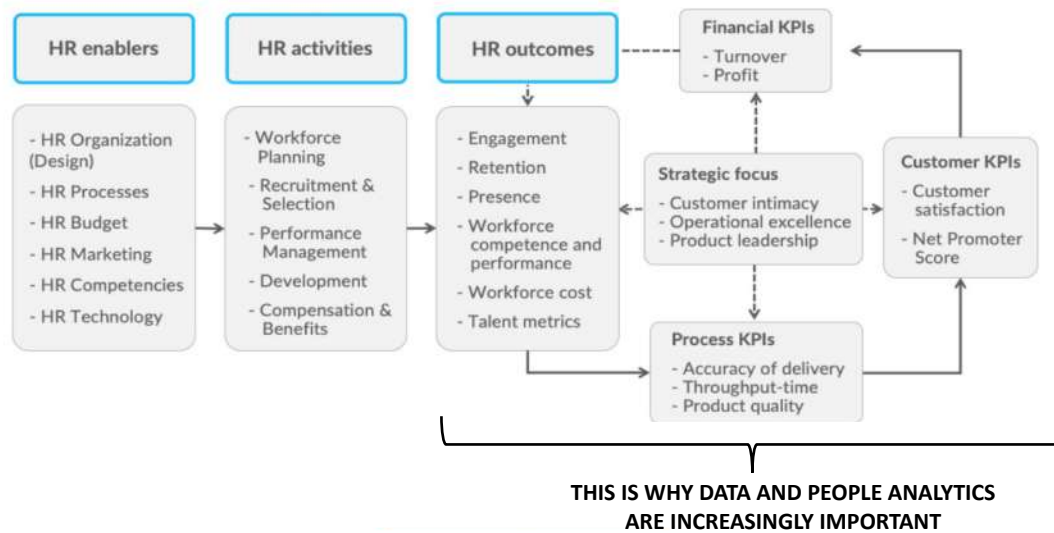 HR enablers
HR activities
HR outcomes
Financial KPIs
- Turnover
- Profit
- HR Organization
(Design)
- HR Processes
- HR Budget
- HR Marketing
- HR Competencies
- HR Technology
- Workforce
Planning
- Recruitment &
Selection
- Performance
Management
- Development
- Compensation &
Benefits
- Engagement
- Retention
- Presence
- Workforce
competence and
performance
- Workforce cost
- Talent metrics
Strategic focus
- Customer intimacy
- Operational excellence
- Product leadership
Customer KPIs
- Customer
satisfaction
- Net Promoter
Score
Process KPIs
- Accuracy of delivery
- Throughput-time
- Product quality
THIS IS WHY DATA AND PEOPLE ANALYTICS
ARE INCREASINGLY IMPORTANT